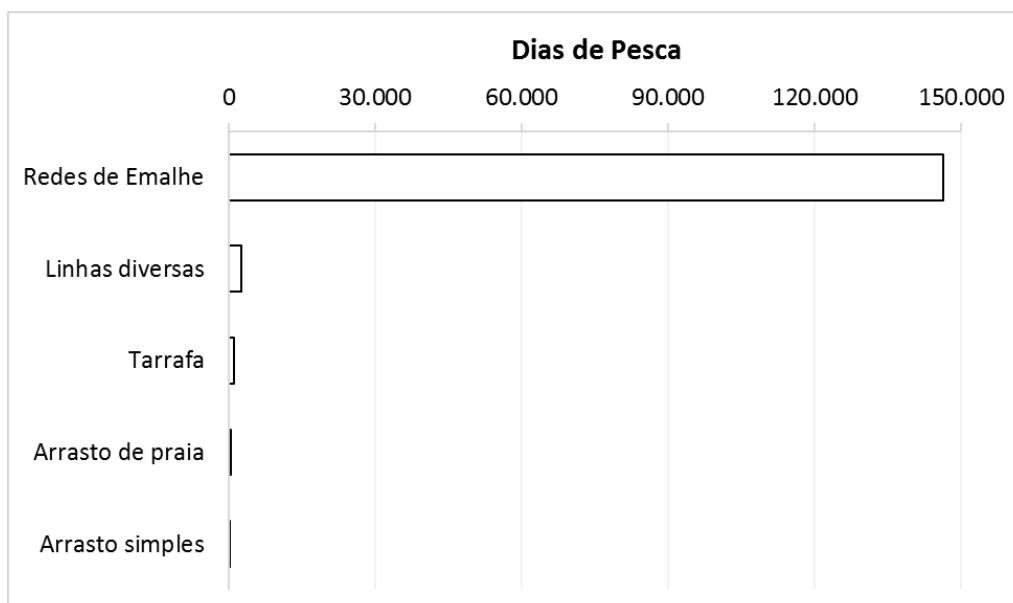 Dias de Pesca
0 30.000 60.000 90.000 120.000 150.000
Redes de Emalhe
Linhas diversas
Tarrafa
Arrasto de praia
Arrasto simples